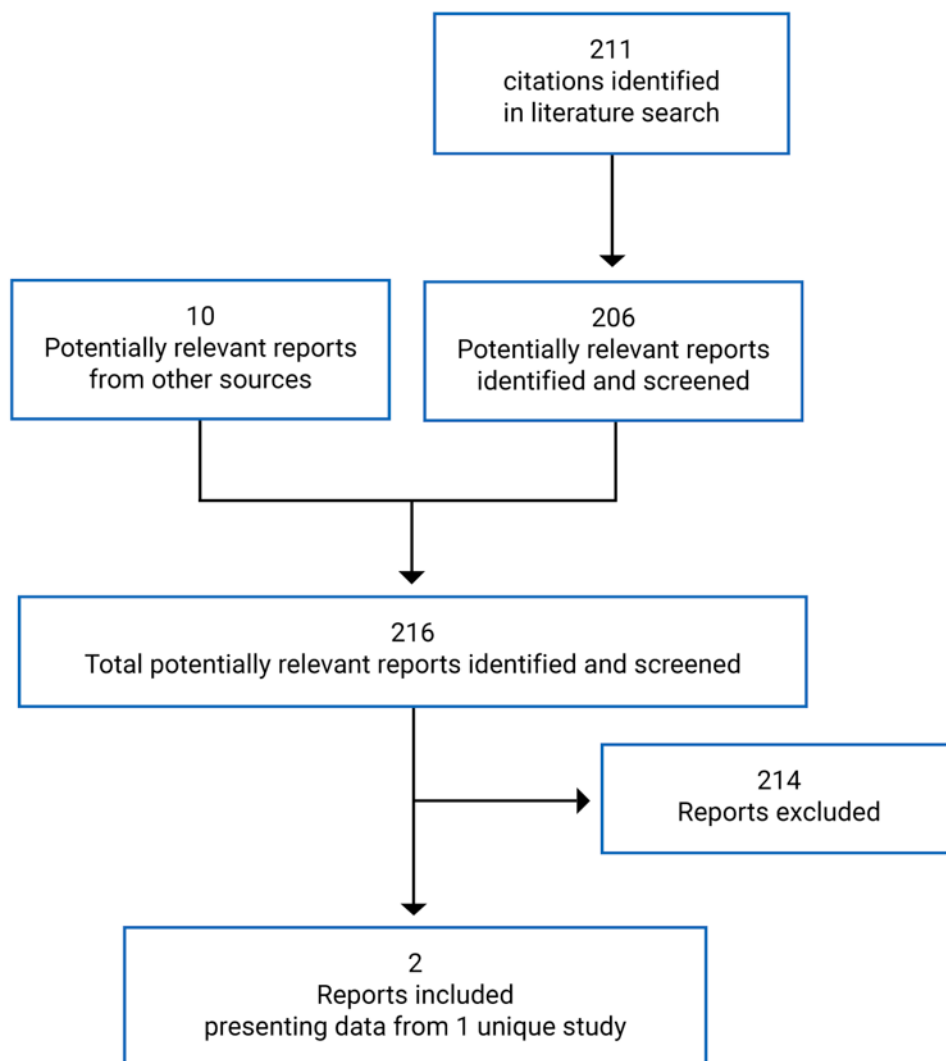 211
citations identified
in literature search
10
Potentially relevant reports
from other sources
206
Potentially relevant reports
identified and screened
216
Total potentially relevant reports identified and screened
214
Reports excluded
2
Reports included
presenting data from 1 unique study